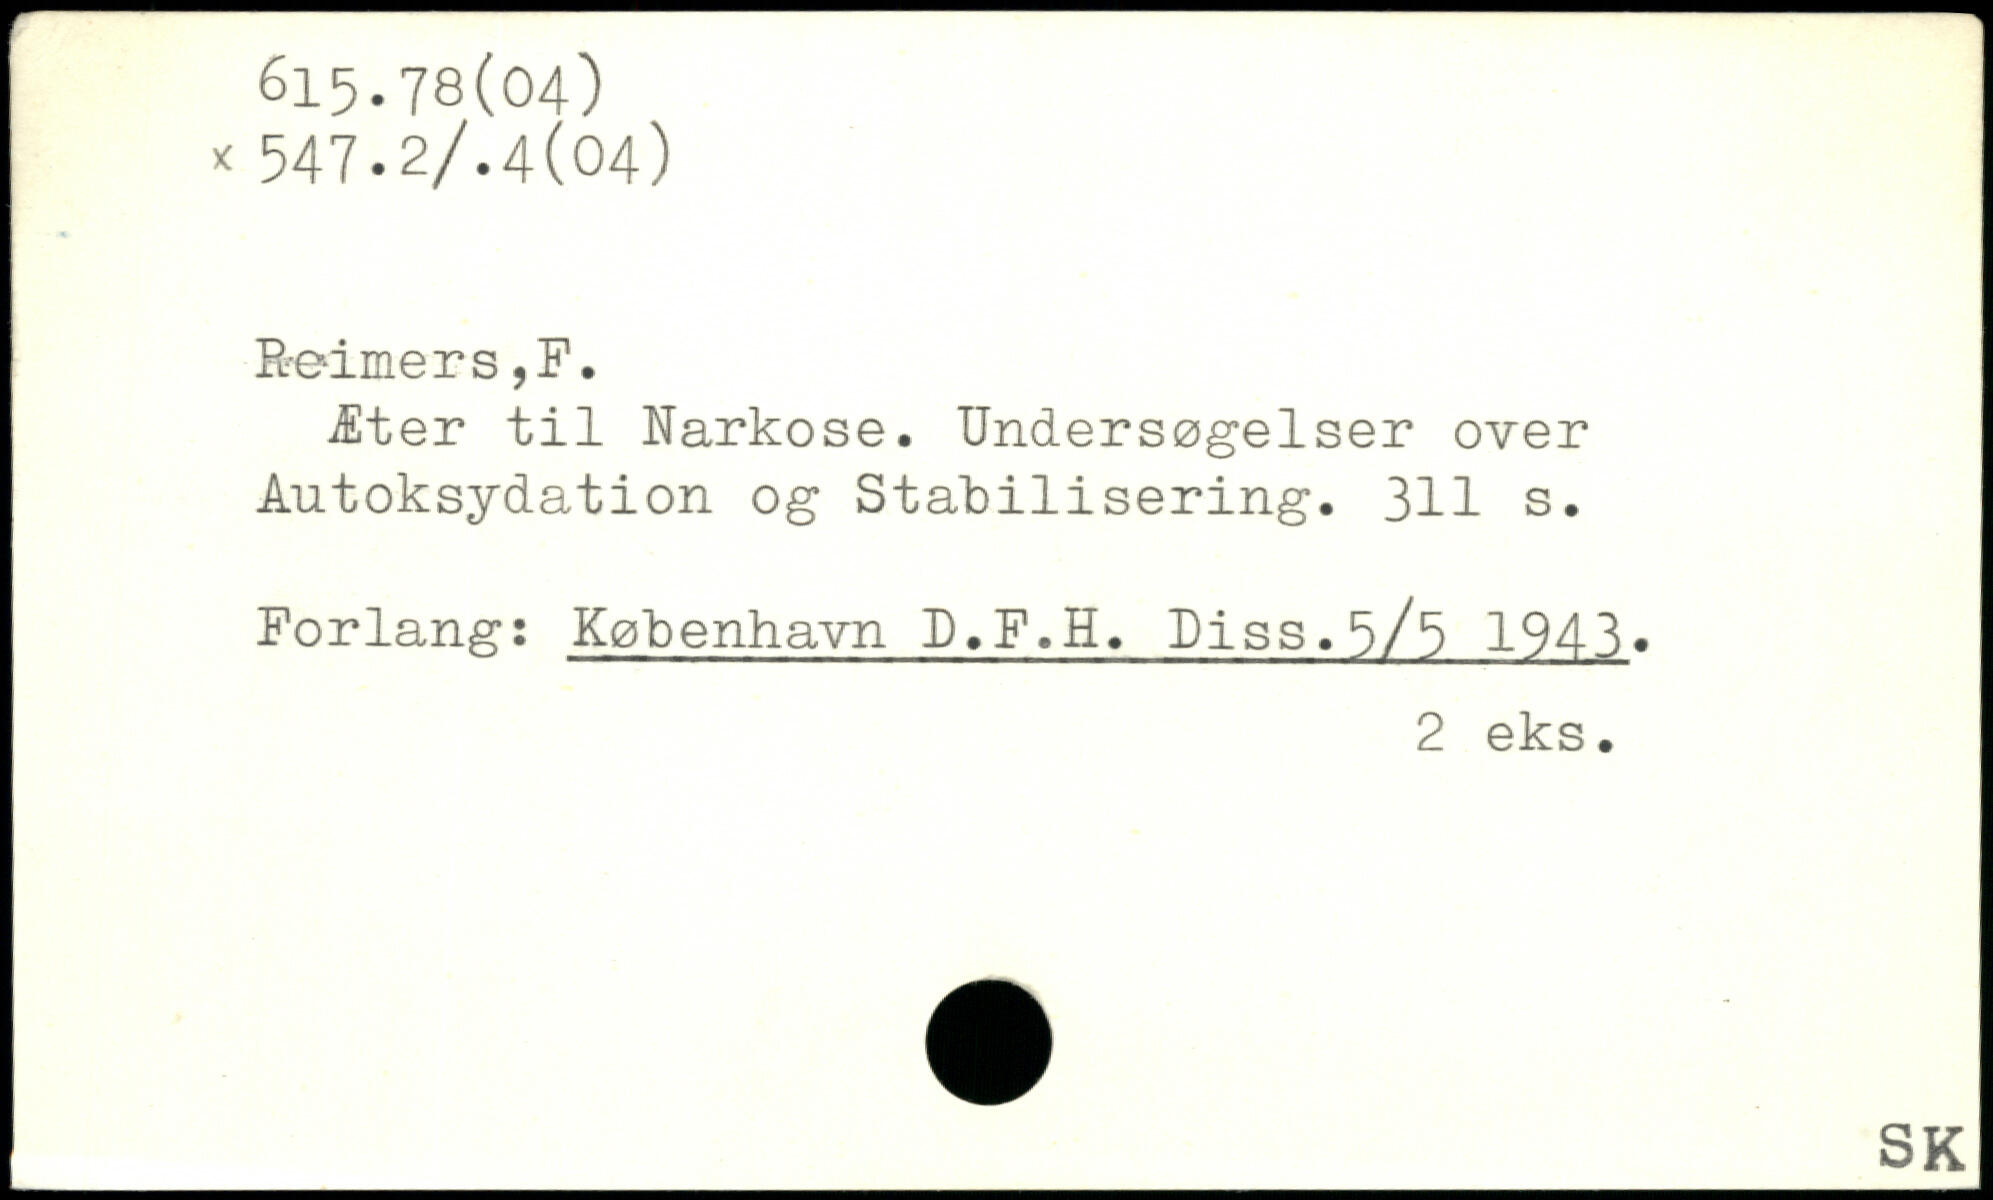 615.78(04)
x 547.2/.4(04)
Reimers,F.
Æter til Narkose. Undersøgelser over
Autoksydation og Stabilisering. 311 s.
Forlang: København D.F.H. Diss.5/5 1943.
2 eks.
SK